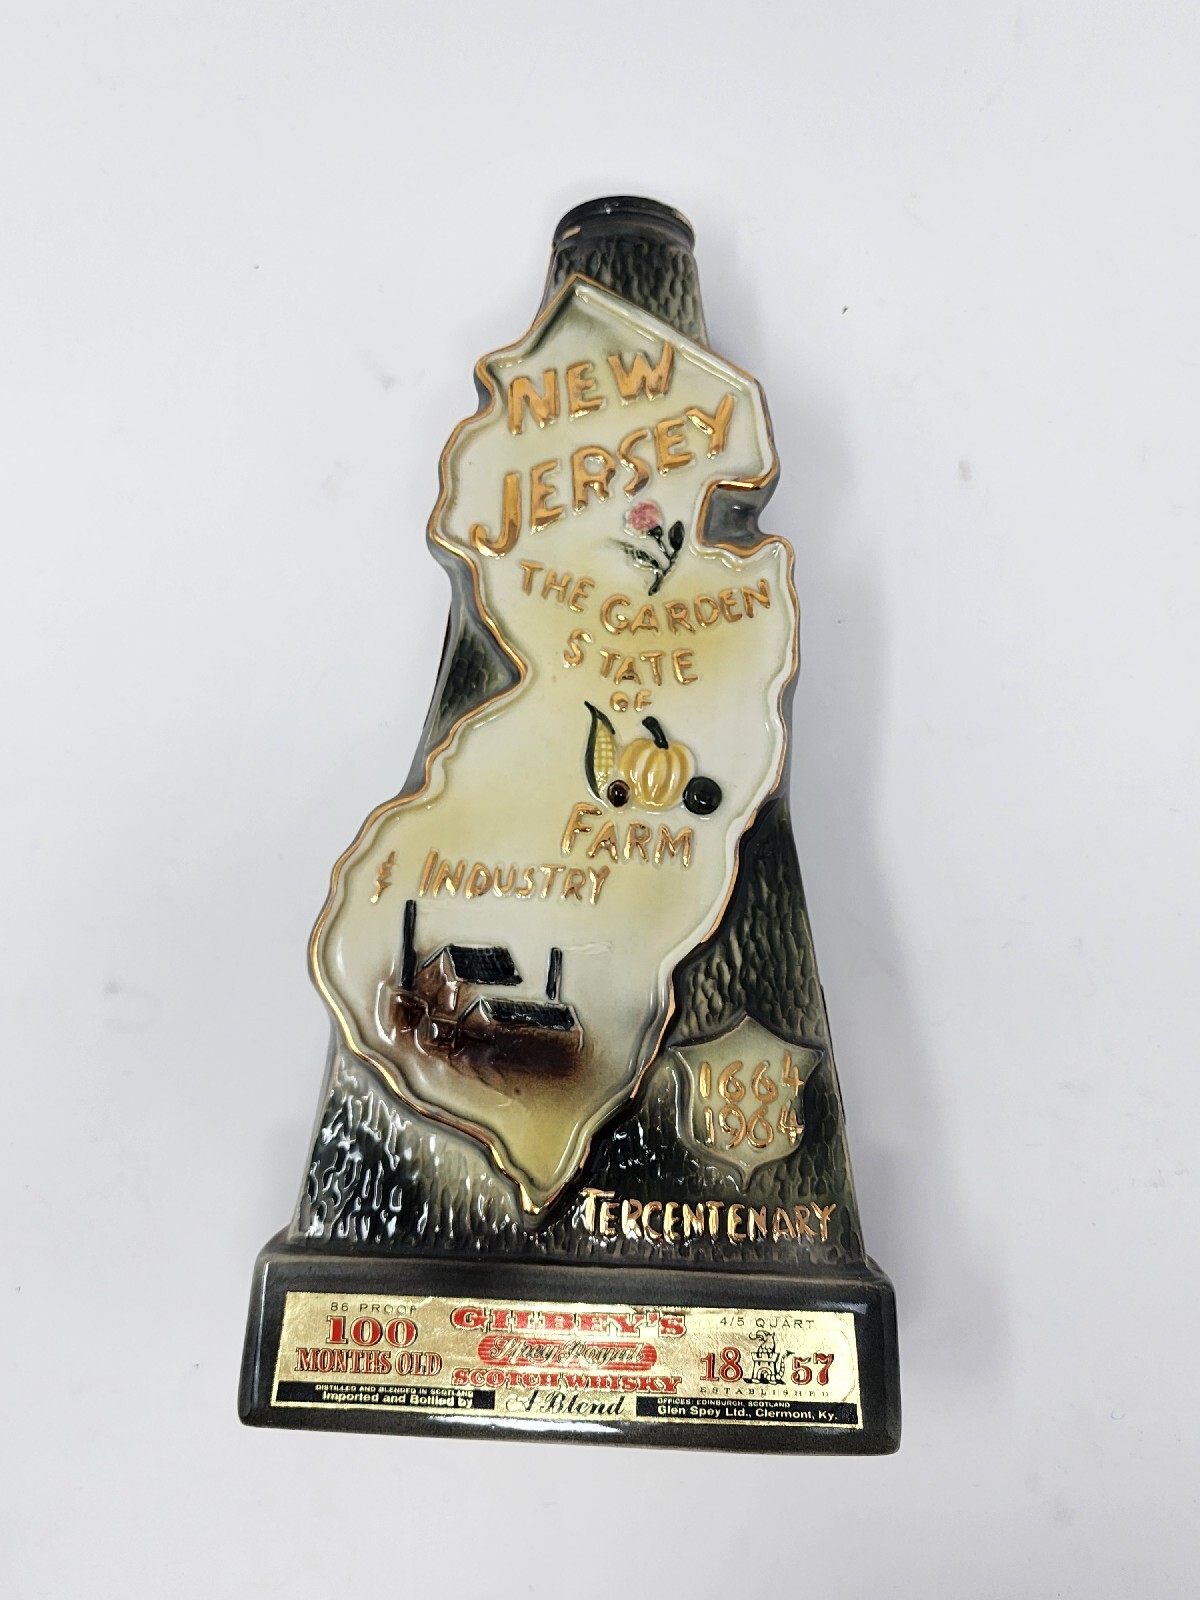 NEW
JERSEY
THE GARDEN
STATE
OF
FARM
& INDUSTRY
1664
1964
TERCENTENARY
86 PROOF
100
MONTHS OLD
DISTILLED AND BLENDED IN SCOTLAND
Imported and Bottled by
GILBEY'S
Spey Royal
SCOTCH WHISKY
A Blend
4/5 QUART
18 57
ESTABLISHED
OFFICES: EDINBURGH, SCOTLAND
Glen Spey Ltd., Clermont, Ky.